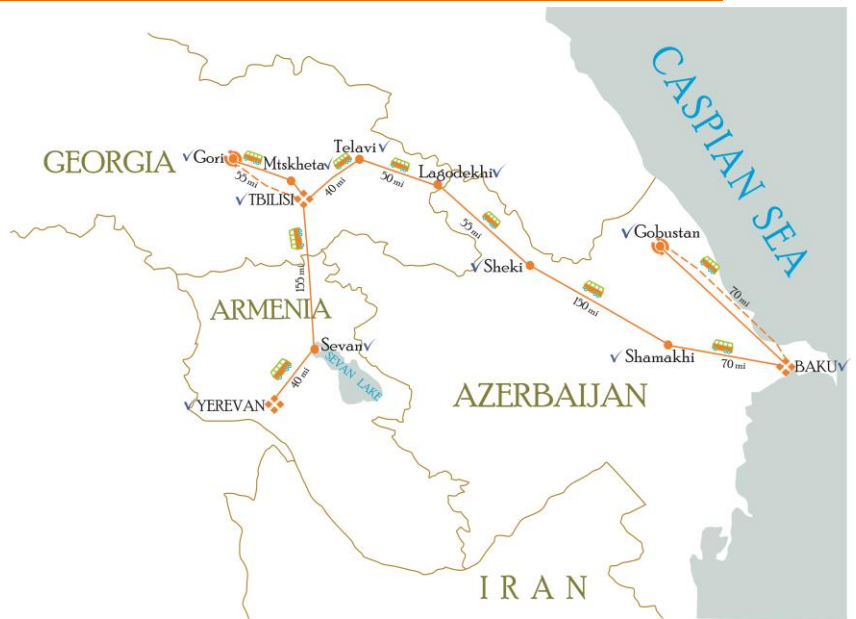 CASPIAN SEA
Telavi
GEORGIA
Gori
Mtskheta
55 mi
40 mi
50 mi
Lagodekhi
TBILISI
55 mi
Gobustan
155 mi
Sheki
70 mi
150 mi
ARMENIA
Sevan
SEVAN LAKE
40 mi
Shamakhi
70 mi
BAKU
YEREVAN
AZERBAIJAN
IRAN